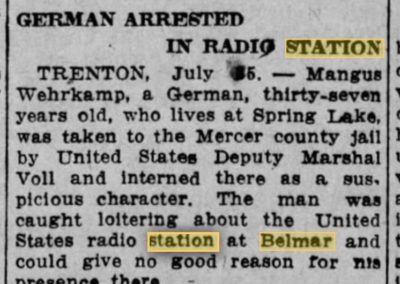 GERMAN ARRESTED
IN RADIO STATION
TRENTON, July 5. — Mangus
Wehrkamp, a German, thirty-seven
years old, who lives at Spring Lake,
was taken to the Mercer county jail
by United States Deputy Marshal
Voll and interned there as a sus-
picious character. The man was
caught loitering about the United
States radio station at Belmar and
could give no good reason for his
presence there